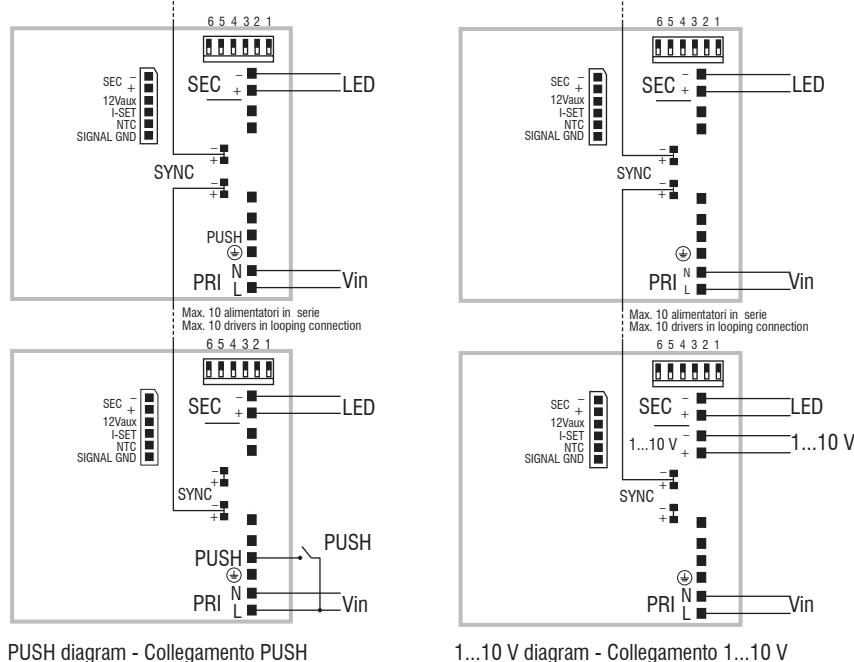 6 5 4 3 2 1
SEC
–
+
LED
SEC –
+
12Vaux
I-SET
NTC
SIGNAL GND
–
+
SYNC
–
+
PUSH
N
PRI
L
Vin
Max. 10 alimentatori in serie
Max. 10 drivers in looping connection
6 5 4 3 2 1
SEC
–
+
LED
SEC –
+
12Vaux
I-SET
NTC
SIGNAL GND
–
+
SYNC
–
+
PUSH
PUSH
N
PRI
L
Vin
PUSH diagram - Collegamento PUSH
6 5 4 3 2 1
SEC
–
+
LED
SEC –
+
12Vaux
I-SET
NTC
SIGNAL GND
–
+
SYNC
–
+
N
PRI
L
Vin
Max. 10 alimentatori in serie
Max. 10 drivers in looping connection
6 5 4 3 2 1
SEC
–
+
LED
SEC –
+
12Vaux
I-SET
NTC
SIGNAL GND
1...10 V
–
+
1...10 V
–
+
SYNC
–
+
N
PRI
L
Vin
1...10 V diagram - Collegamento 1...10 V